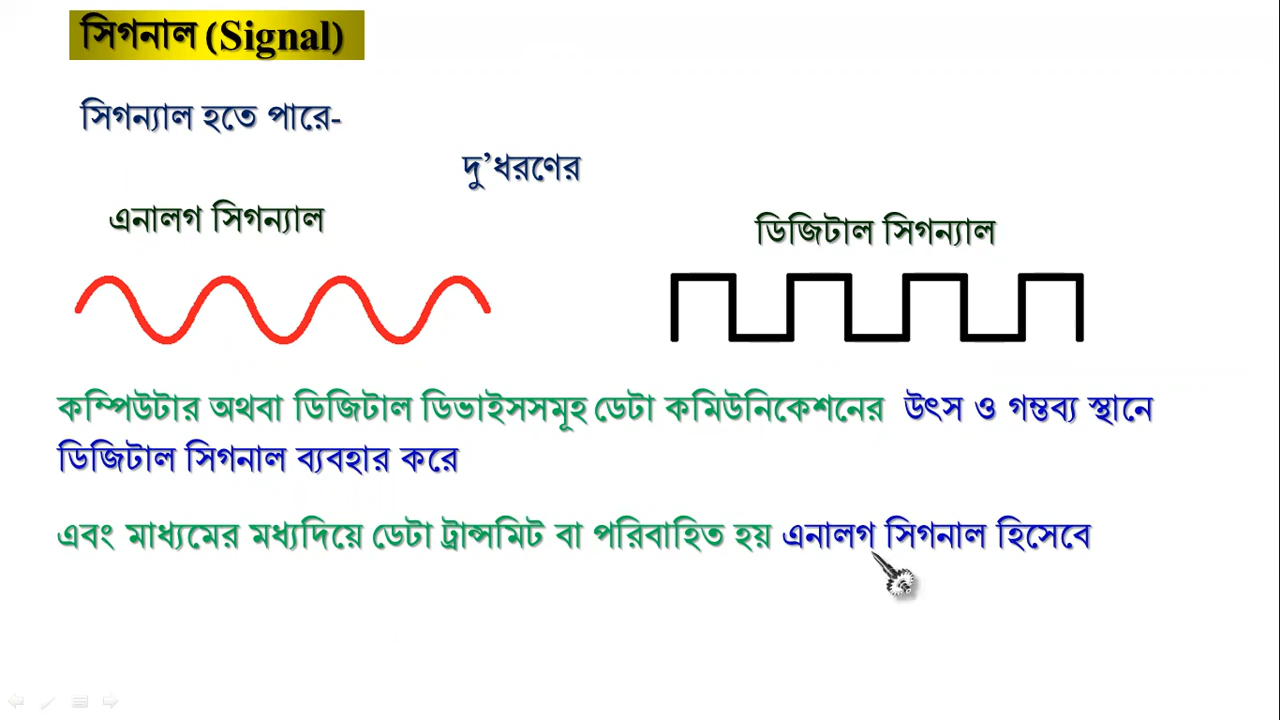 সিগনাল (Signal)
সিগন্যাল হতে পারে-
দু’ধরণের
এনালগ সিগন্যাল
ডিজিটাল সিগন্যাল
কম্পিউটার অথবা ডিজিটাল ডিভাইসসমূহ ডেটা কমিউনিকেশনের উৎস ও গন্তব্য স্থানে
ডিজিটাল সিগনাল ব্যবহার করে
এবং মাধ্যমের মধ্যদিয়ে ডেটা ট্রান্সমিট বা পরিবাহিত হয় এনালগ সিগনাল হিসেবে